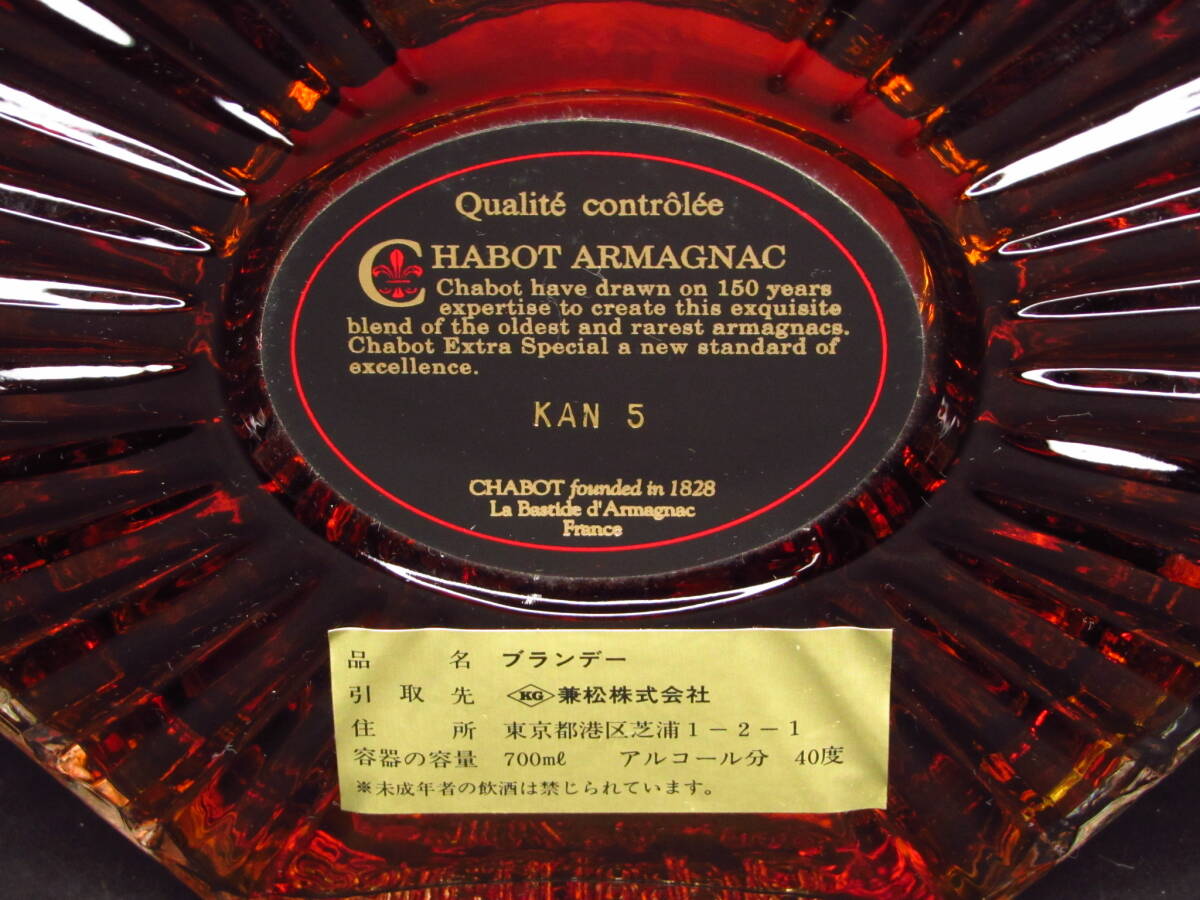 Qualité contrôlée
CHABOT ARMAGNAC
Chabot have drawn on 150 years
expertise to create this exquisite
blend of the oldest and rarest armagnacs.
Chabot Extra Special a new standard of
excellence.
KAN 5
CHABOT founded in 1828
La Bastide d'Armagnac
France
品名 ブランデー
引取先 KG 兼松株式会社
住所 東京都港区芝浦1-2-1
容器の容量 700mℓ アルコール分 40度
※未成年者の飲酒は禁じられています。